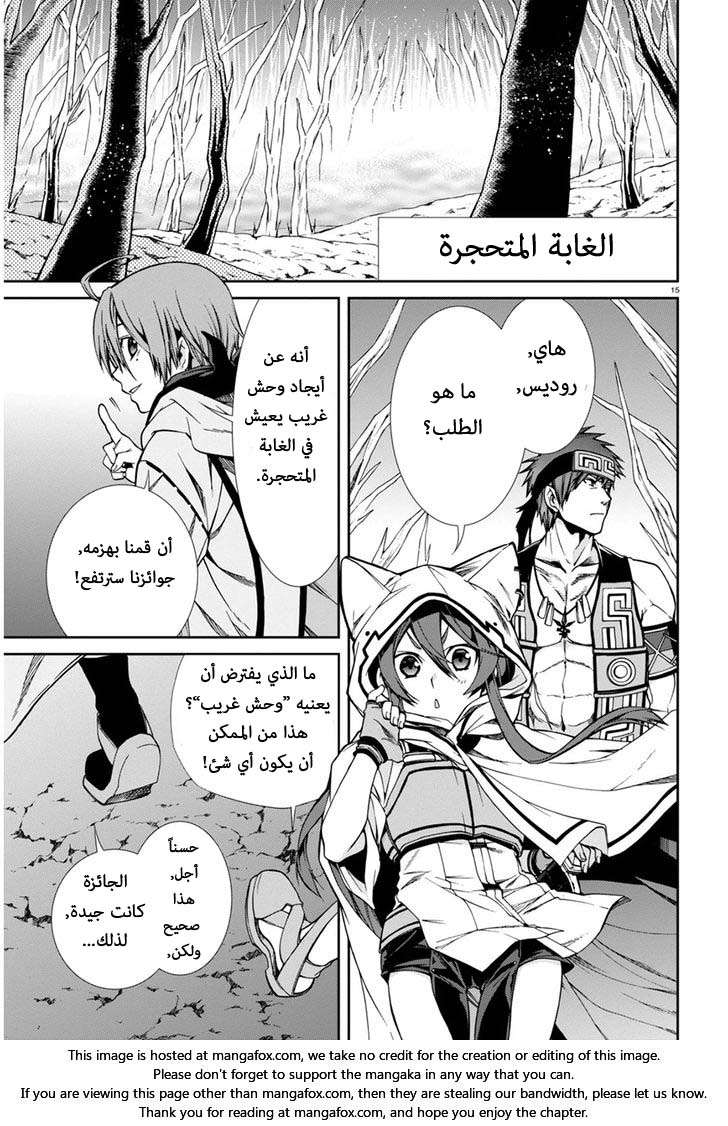 الغابة المتحجرة
15
هاي,
روديس,
ما هو
الطلب؟
أنه عن
أيجاد وحش
غريب يعيش
في الغابة
المتحجرة.
أن قمنا بهزمه,
جوائزنا سترتفع!
ما الذي يفترض أن
يعنيه ”وحش غريب“؟
هذا من الممكن
أن يكون أي شئ!
حسناً
أجل,
هذا
صحيح
ولكن,
الجائزة
كانت جيدة,
لذلك...
This image is hosted at mangafox.com, we take no credit for the creation or editing of this image.
Please don't forget to support the mangaka in any way that you can.
If you are viewing this page other than mangafox.com, then they are stealing our bandwidth, please let us know.
Thank you for reading at mangafox.com, and hope you enjoy the chapter.